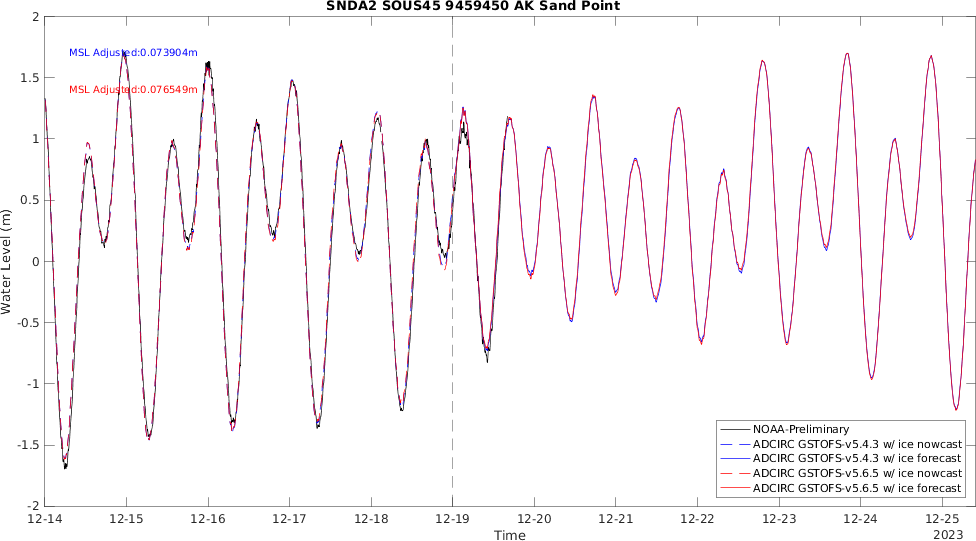 SNDA2 SOUS45 9459450 AK Sand Point
2
1.5
1
0.5
0
-0.5
-1
-1.5
-2
Water Level (m)
MSL Adjusted:0.073904m
MSL Adjusted:0.076549m
NOAA-Preliminary
ADCIRC GSTOFS-v5.4.3 w/ ice nowcast
ADCIRC GSTOFS-v5.4.3 w/ ice forecast
ADCIRC GSTOFS-v5.6.5 w/ ice nowcast
ADCIRC GSTOFS-v5.6.5 w/ ice forecast
12-14 12-15 12-16 12-17 12-18 12-19 12-20 12-21 12-22 12-23 12-24 12-25
Time
2023